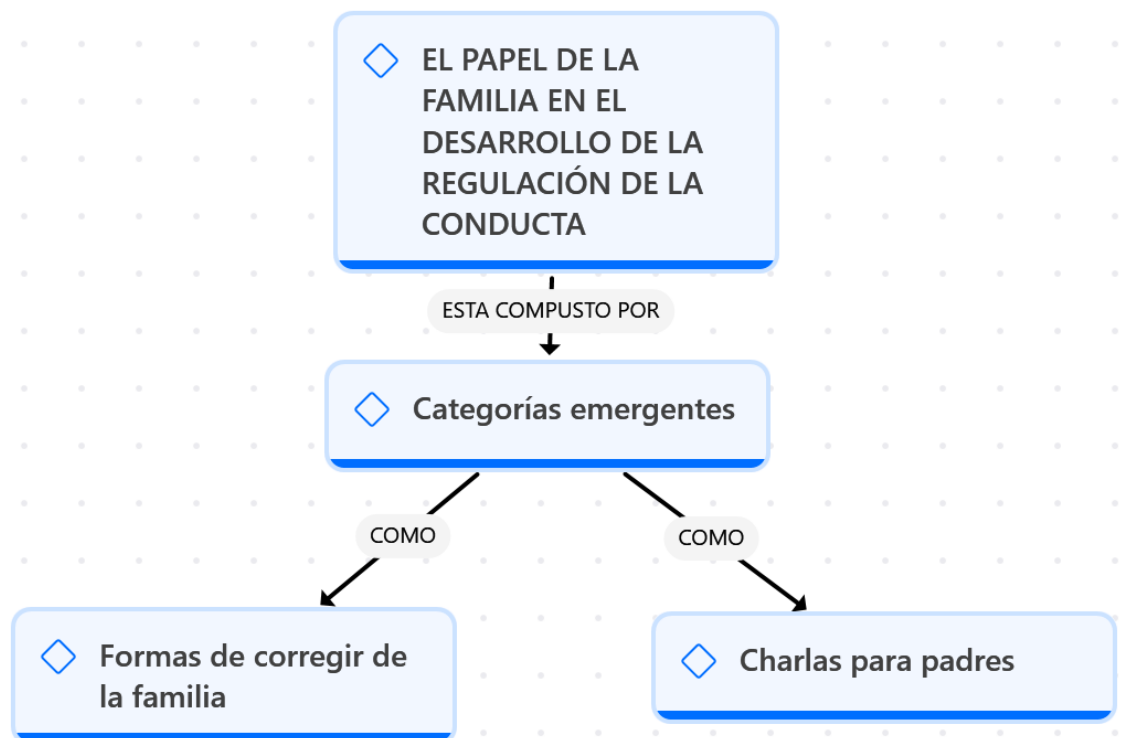 EL PAPEL DE LA
FAMILIA EN EL
DESARROLLO DE LA
REGULACIÓN DE LA
CONDUCTA
ESTA COMPUSTO POR
Categorías emergentes
COMO
COMO
Formas de corregir de
la familia
Charlas para padres